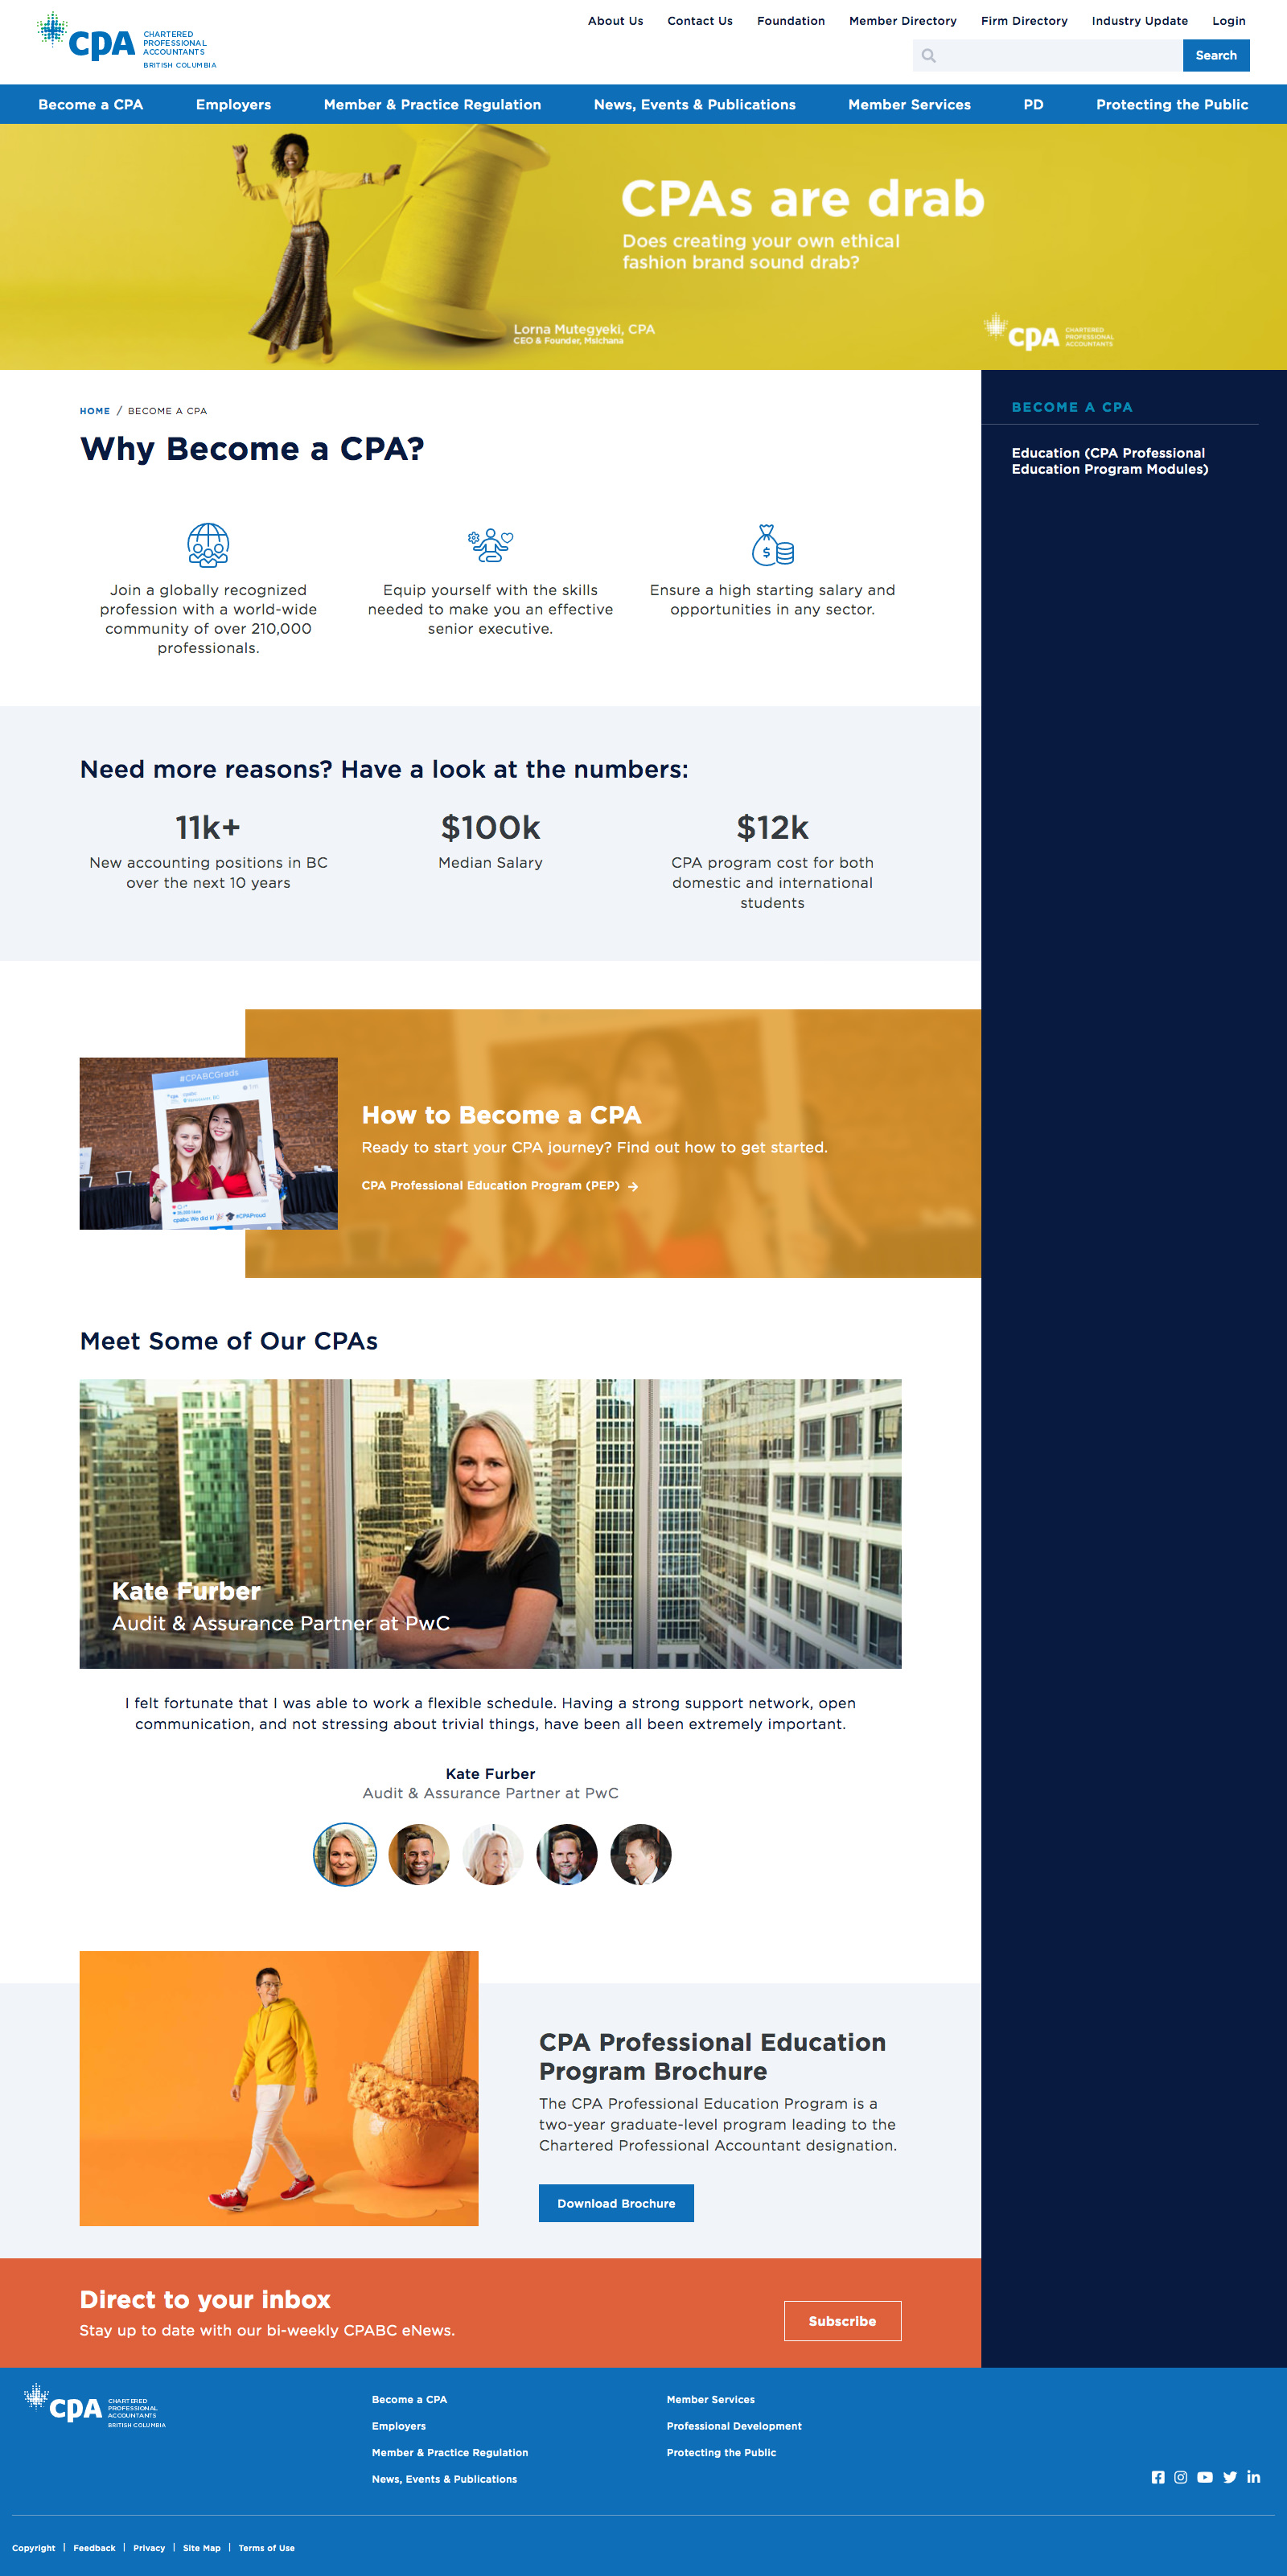 CPA CHARTERED
PROFESSIONAL
ACCOUNTANTS
BRITISH COLUMBIA
About Us Contact Us Foundation Member Directory Firm Directory Industry Update Login
Search
Become a CPA Employers Member & Practice Regulation News, Events & Publications Member Services PD Protecting the Public
CPAs are drab
Does creating your own ethical
fashion brand sound drab?
Lorna Mutegyeki, CPA
CEO & Founder, Msichana
CPA CHARTERED
PROFESSIONAL
ACCOUNTANTS
HOME / BECOME A CPA
Why Become a CPA?
Join a globally recognized
profession with a world-wide
community of over 210,000
professionals.
Equip yourself with the skills
needed to make you an effective
senior executive.
$
Ensure a high starting salary and
opportunities in any sector.
BECOME A CPA
Education (CPA Professional
Education Program Modules)
Need more reasons? Have a look at the numbers:
11k+
New accounting positions in BC
over the next 10 years
$100k
Median Salary
$12k
CPA program cost for both
domestic and international
students
#CPABCGrads
Vancouver, BC
cpabc We did it! #CPAProud
How to Become a CPA
Ready to start your CPA journey? Find out how to get started.
CPA Professional Education Program (PEP) →
Meet Some of Our CPAs
Kate Furber
Audit & Assurance Partner at PwC
I felt fortunate that I was able to work a flexible schedule. Having a strong support network, open
communication, and not stressing about trivial things, have been all been extremely important.
Kate Furber
Audit & Assurance Partner at PwC
CPA Professional Education
Program Brochure
The CPA Professional Education Program is a
two-year graduate-level program leading to the
Chartered Professional Accountant designation.
Download Brochure
Direct to your inbox
Stay up to date with our bi-weekly CPABC eNews.
Subscribe
CPA CHARTERED
PROFESSIONAL
ACCOUNTANTS
BRITISH COLUMBIA
Become a CPA
Employers
Member & Practice Regulation
News, Events & Publications
Member Services
Professional Development
Protecting the Public
Copyright | Feedback | Privacy | Site Map | Terms of Use